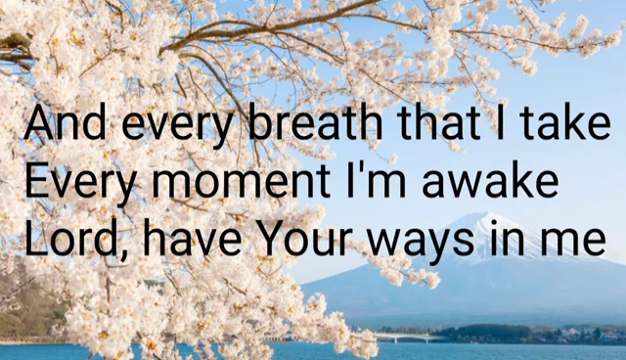 And every breath that I take
Every moment I'm awake
Lord, have Your ways in me